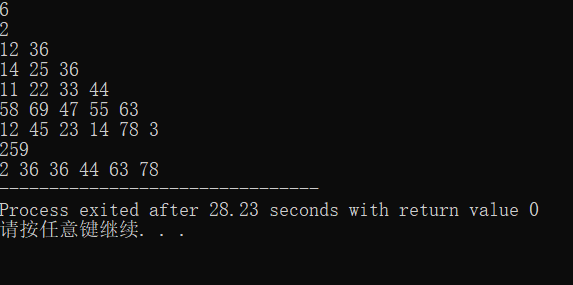 6
2
12 36
14 25 36
11 22 33 44
58 69 47 55 63
12 45 23 14 78 3
259
2 36 36 44 63 78
--------------------------------
Process exited after 28.23 seconds with return value 0
请按任意键继续. . .